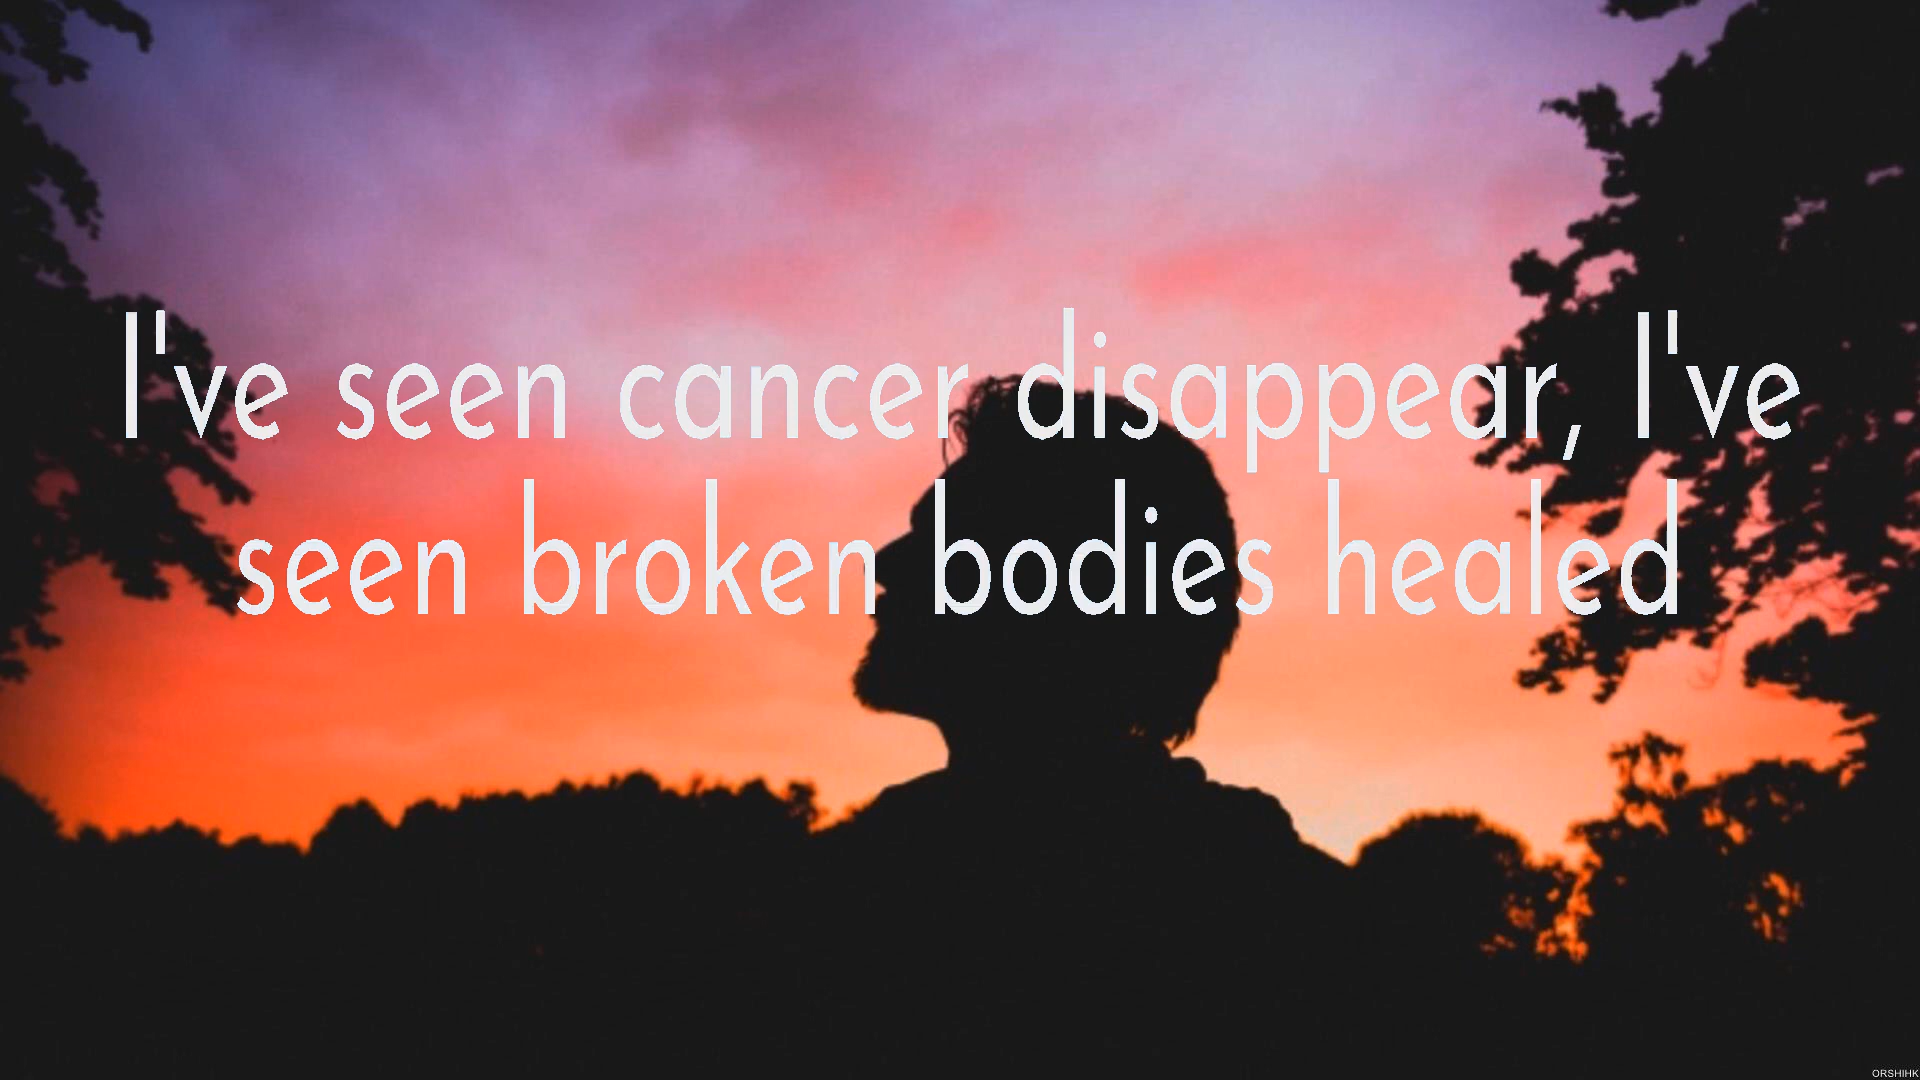 I've seen cancer disappear, I've
seen broken bodies healed
ORSHIHK